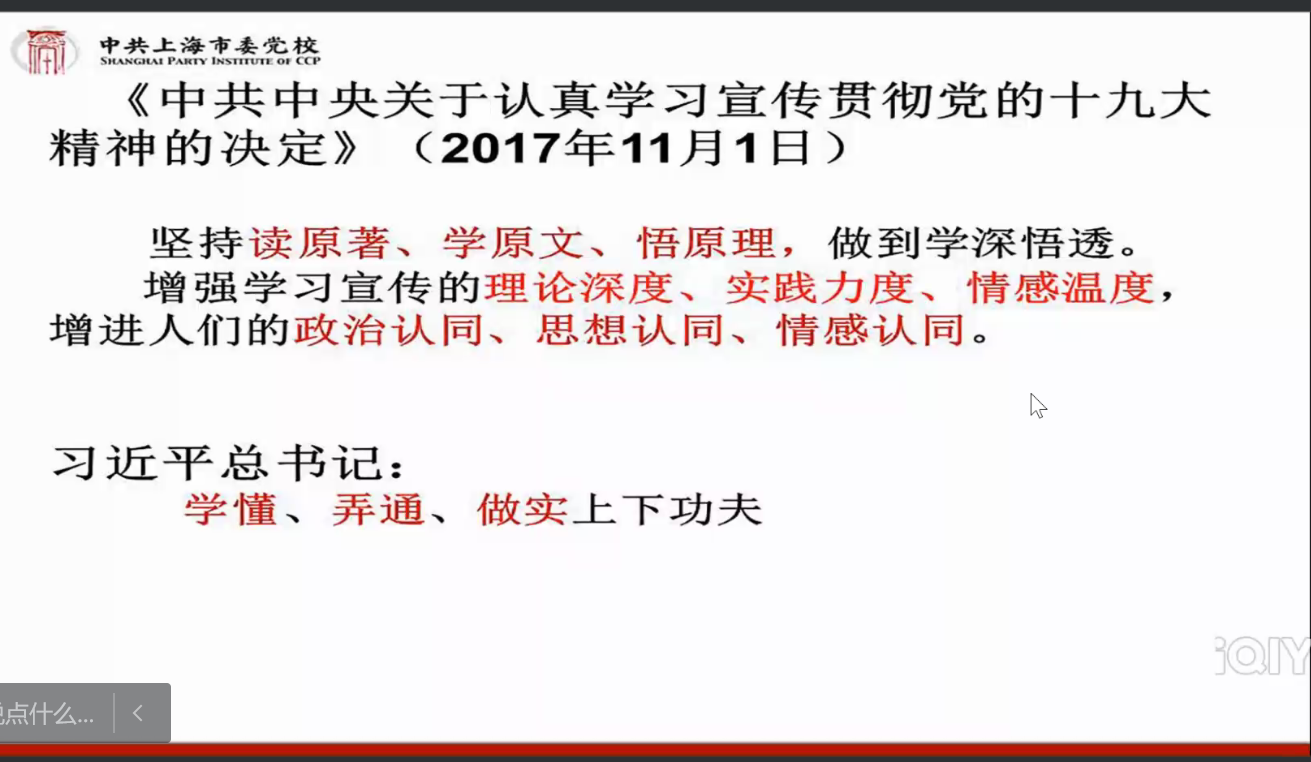 中共上海市委党校
SHANGHAI PARTY INSTITUTE OF CCP
《中共中央关于认真学习宣传贯彻党的十九大
精神的决定》（2017年11月1日）
坚持读原著、学原文、悟原理，做到学深悟透。
增强学习宣传的理论深度、实践力度、情感温度，
增进人们的政治认同、思想认同、情感认同。
习近平总书记：
学懂、弄通、做实上下功夫
iQIY
点什么...